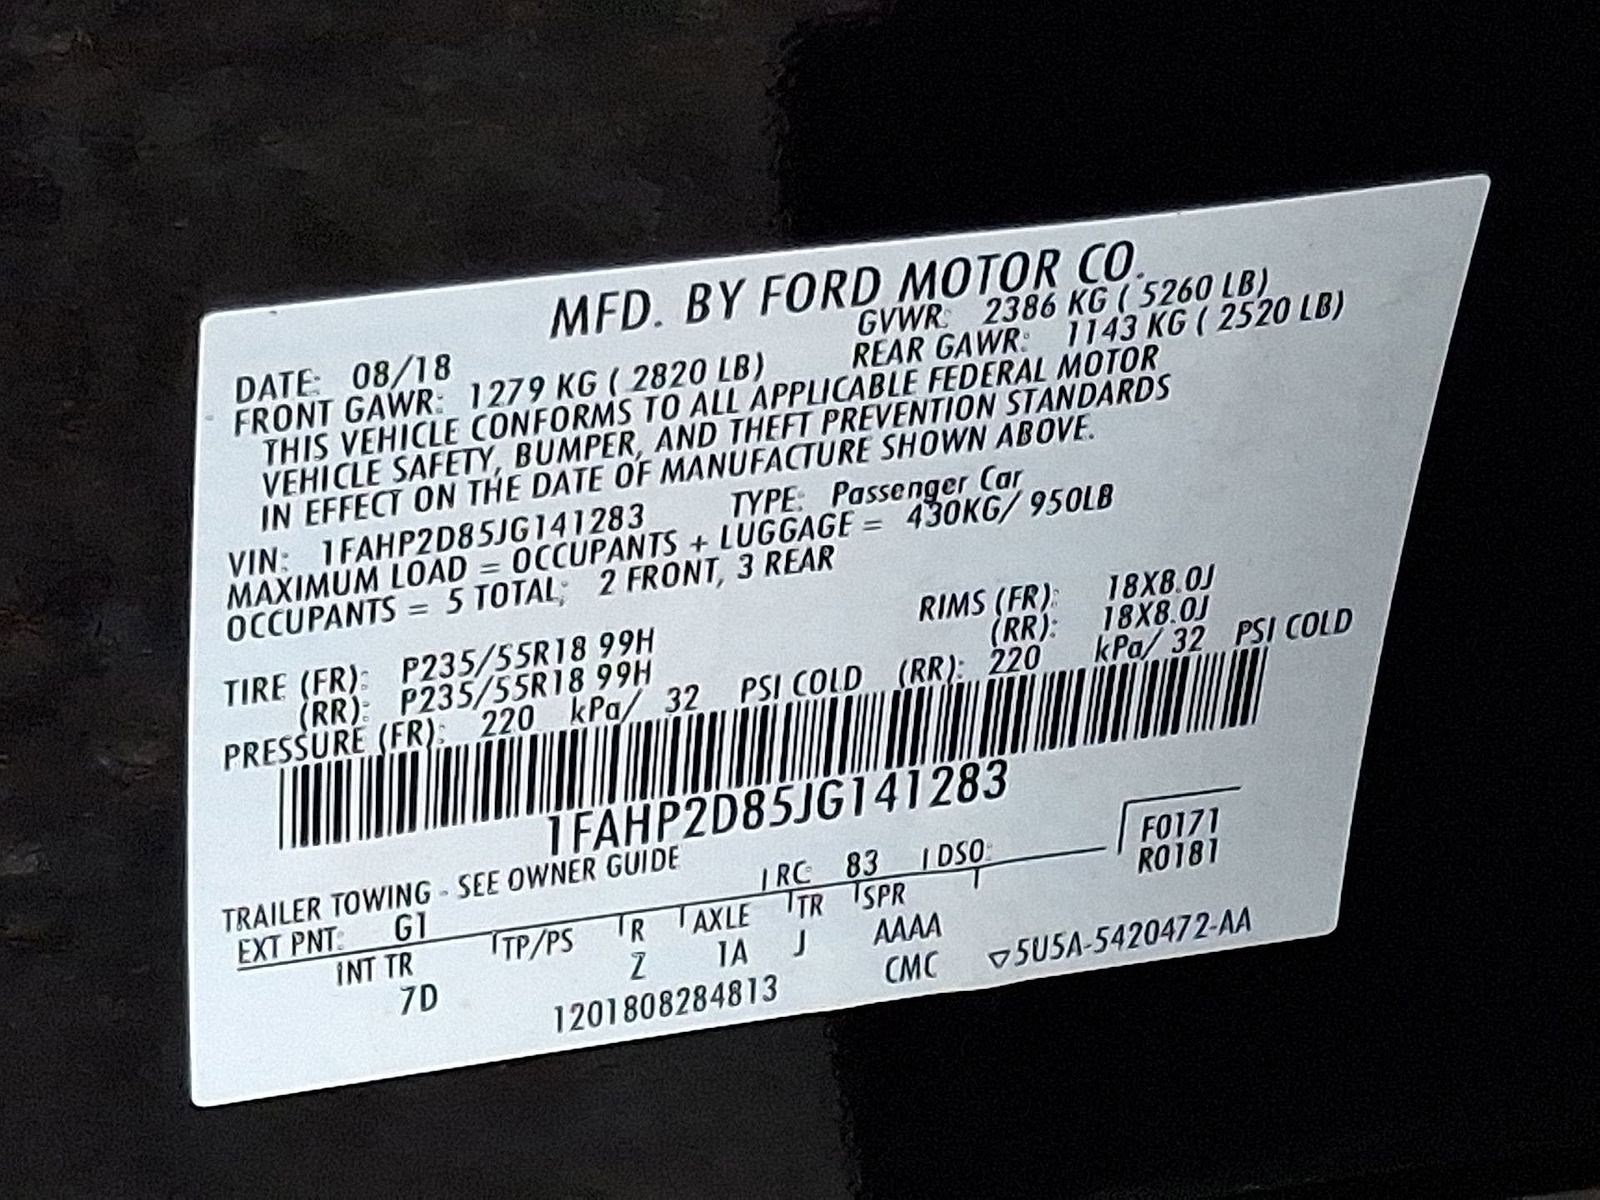 MFD. BY FORD MOTOR CO.
DATE: 08/18 GVWR: 2386 KG ( 5260 LB)
FRONT GAWR: 1279 KG ( 2820 LB) REAR GAWR: 1143 KG ( 2520 LB)
THIS VEHICLE CONFORMS TO ALL APPLICABLE FEDERAL MOTOR
VEHICLE SAFETY, BUMPER, AND THEFT PREVENTION STANDARDS
IN EFFECT ON THE DATE OF MANUFACTURE SHOWN ABOVE.
VIN: 1FAHP2D85JG141283 TYPE: Passenger Car
MAXIMUM LOAD = OCCUPANTS + LUGGAGE = 430KG/ 950LB
OCCUPANTS = 5 TOTAL; 2 FRONT, 3 REAR
TIRE (FR): P235/55R18 99H RIMS (FR): 18X8.0J
(RR): P235/55R18 99H (RR): 18X8.0J
PRESSURE (FR): 220 kPa/ 32 PSI COLD (RR): 220 kPa/ 32 PSI COLD
1FAHP2D85JG141283
TRAILER TOWING - SEE OWNER GUIDE
F0171
EXT PNT: G1 RC: 83 DSO:
R0181
INT TR TP/PS R AXLE TR SPR
7D Z 1A J AAAA
1201808284813 CMC ▽5U5A-5420472-AA